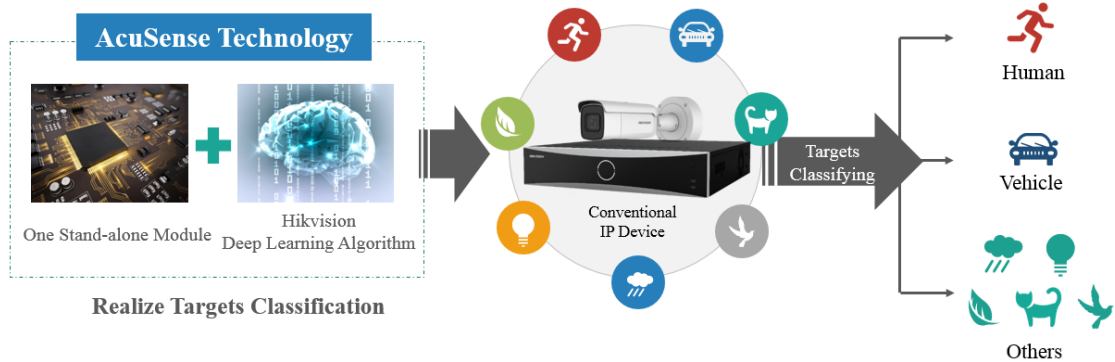 AcuSense Technology
One Stand-alone Module
Hikvision
Deep Learning Algorithm
Realize Targets Classification
Conventional
IP Device
Targets
Classifying
Human
Vehicle
Others